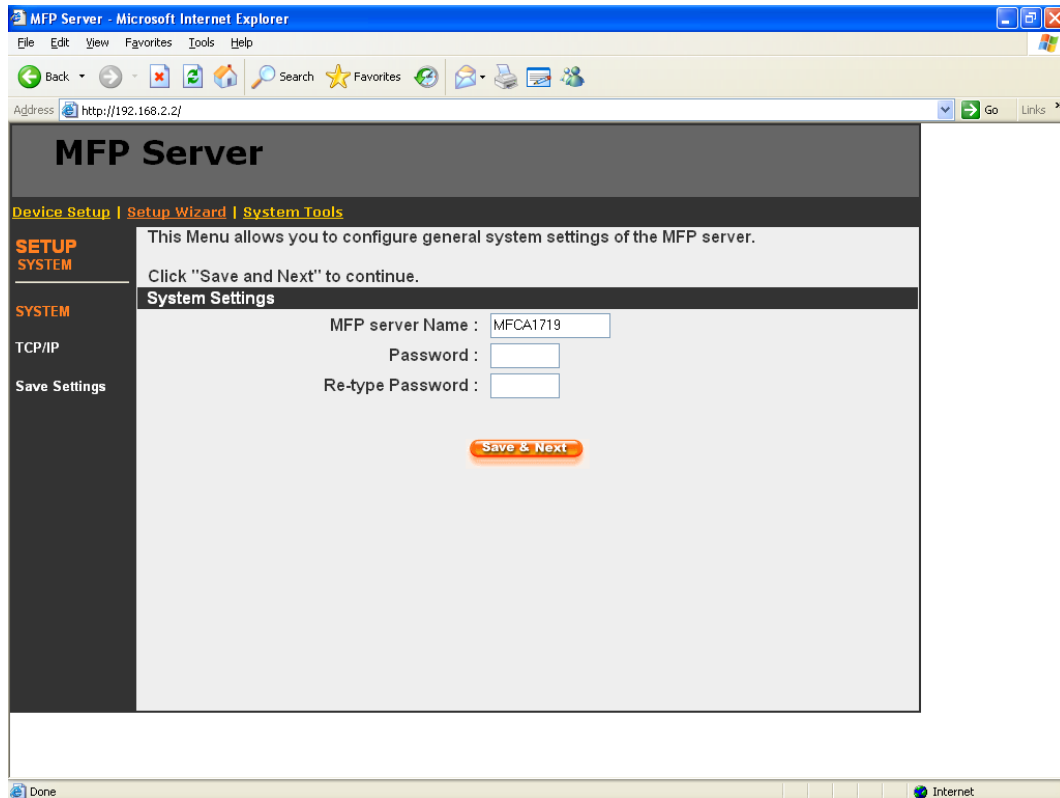 MFP Server - Microsoft Internet Explorer
File Edit View Favorites Tools Help
Back Search Favorites
Address http://192.168.2.2/ Go Links »
MFP Server
Device Setup | Setup Wizard | System Tools
SETUP
SYSTEM
SYSTEM
TCP/IP
Save Settings
This Menu allows you to configure general system settings of the MFP server.
Click "Save and Next" to continue.
System Settings
MFP server Name : MFCA1719
Password :
Re-type Password :
Save & Next
Done Internet